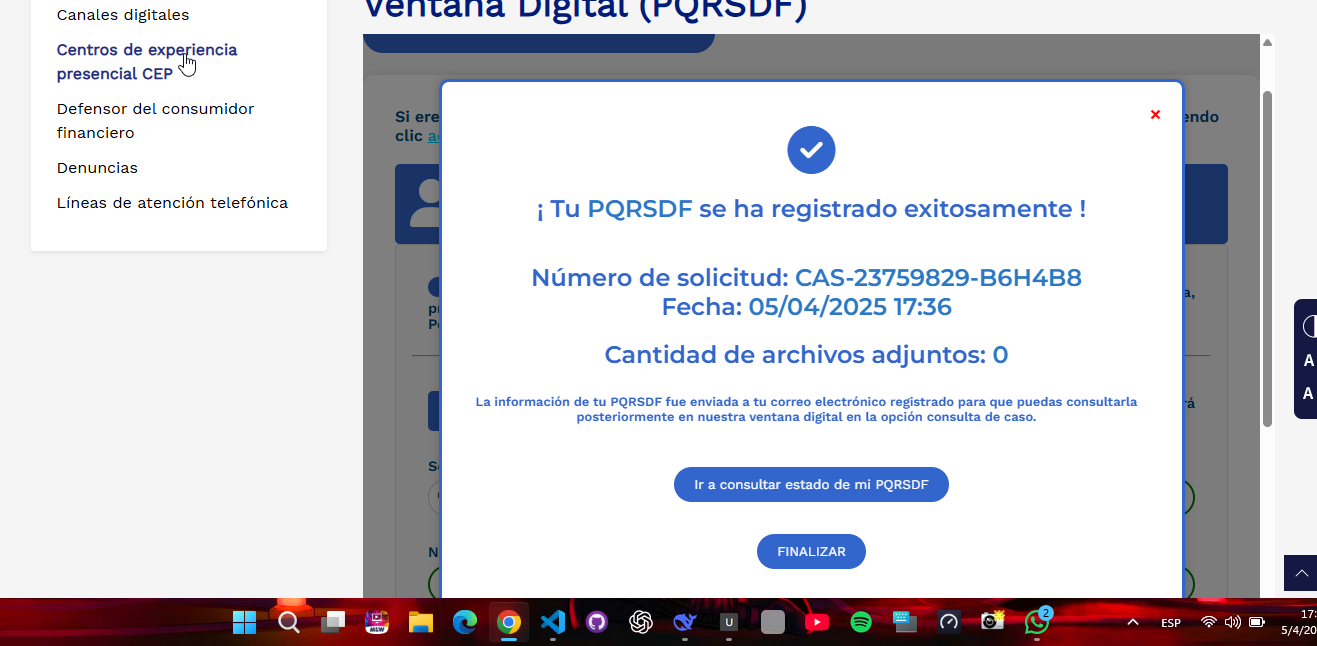 Canales digitales
Centros de experiencia
presencial CEP
Defensor del consumidor
financiero
Denuncias
Líneas de atención telefónica
Ventana Digital (PQRSDF)
Si ere
endo
clic
¡ Tu PQRSDF se ha registrado exitosamente !
Número de solicitud: CAS-23759829-B6H4B8
Fecha: 05/04/2025 17:36
Cantidad de archivos adjuntos: 0
La información de tu PQRSDF fue enviada a tu correo electrónico registrado para que puedas consultarla
posteriormente en nuestra ventana digital en la opción consulta de caso.
Ir a consultar estado de mi PQRSDF
FINALIZAR
A
A
MLW
U
2
ESP
17:
5/4/20